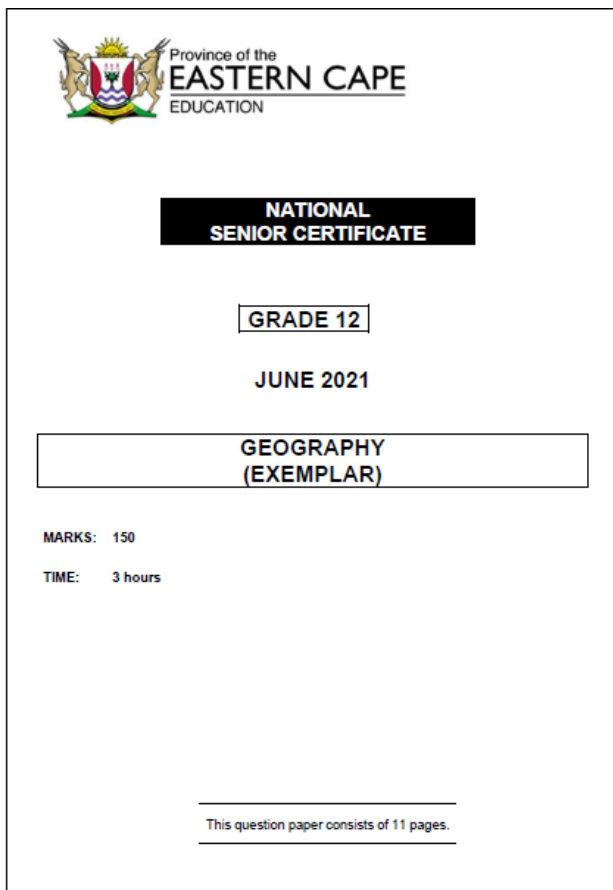 Province of the
EASTERN CAPE
EDUCATION
NATIONAL
SENIOR CERTIFICATE
GRADE 12
JUNE 2021
GEOGRAPHY
(EXEMPLAR)
MARKS: 150
TIME: 3 hours
This question paper consists of 11 pages.